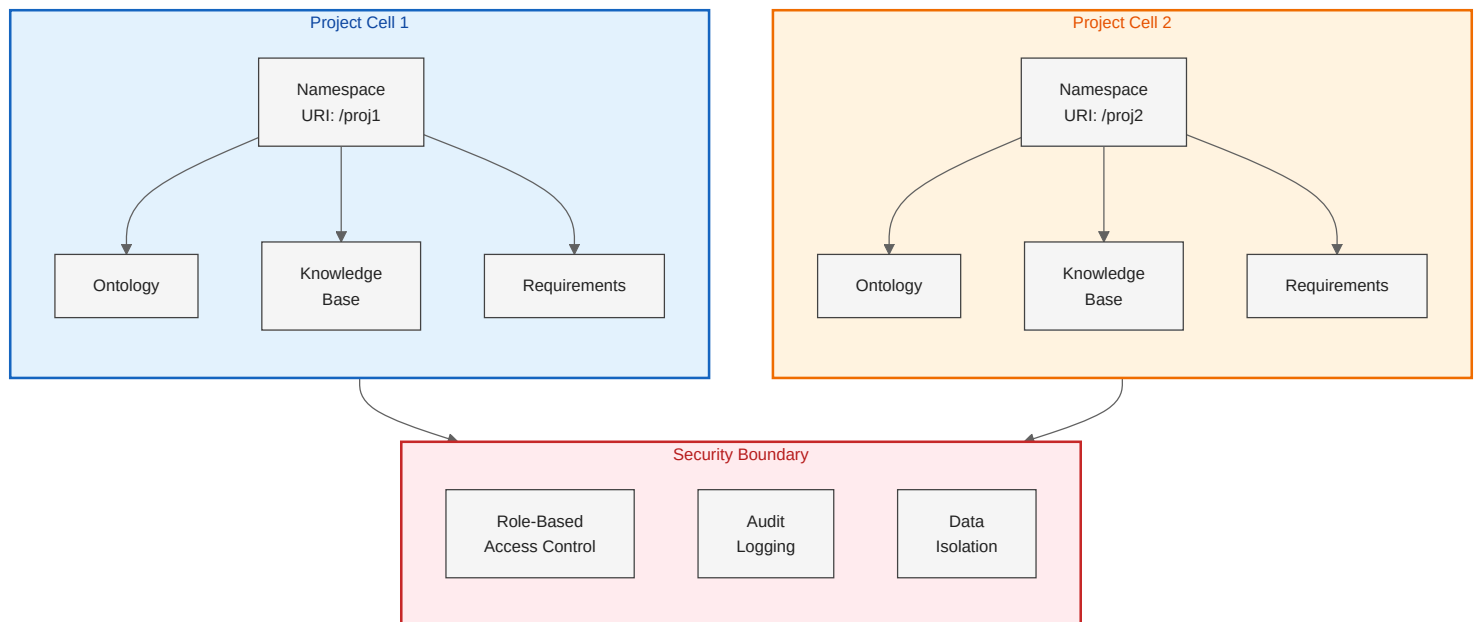 Project Cell 1
Namespace
URI: /proj1
Ontology
Knowledge
Base
Requirements
Project Cell 2
Namespace
URI: /proj2
Ontology
Knowledge
Base
Requirements
Security Boundary
Role-Based
Access Control
Audit
Logging
Data
Isolation